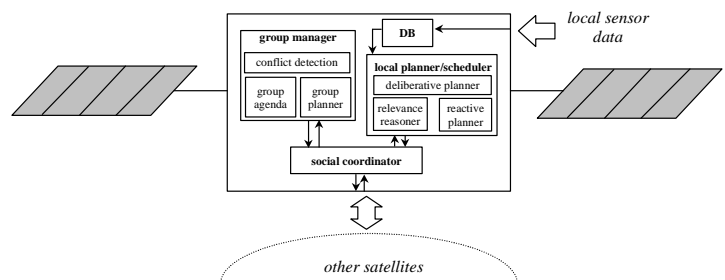 group manager
conflict detection
group
agenda
group
planner
DB
local planner/scheduler
deliberative planner
relevance
reasoner
reactive
planner
social coordinator
local sensor
data
other satellites